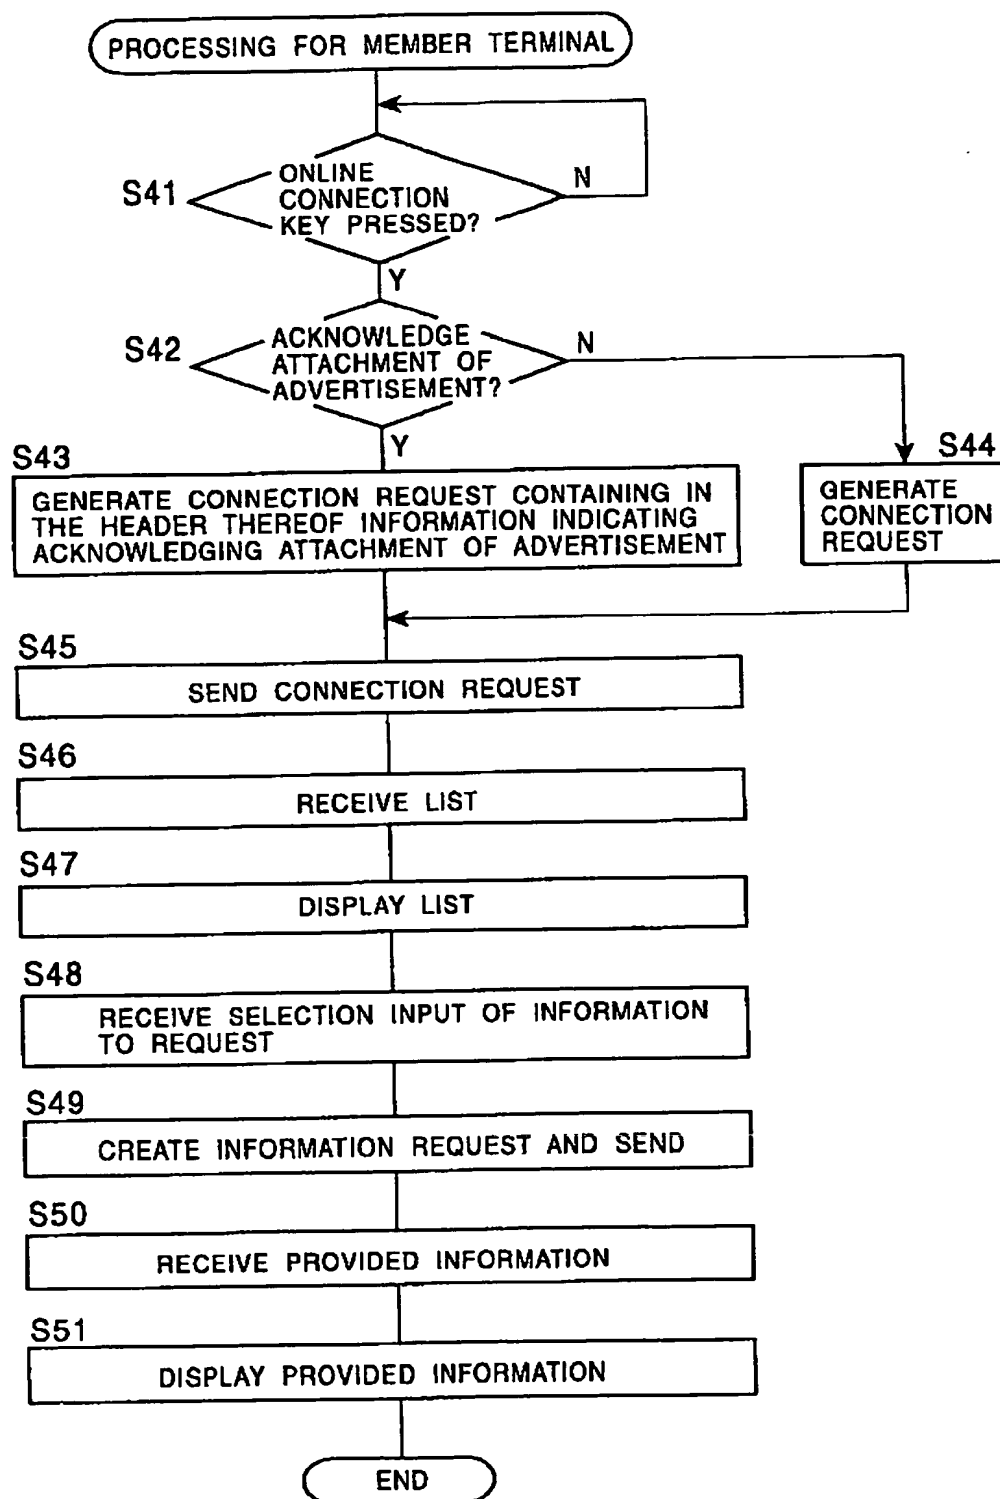 PROCESSING FOR MEMBER TERMINAL
S41
ONLINE
CONNECTION
KEY PRESSED?
N
Y
S42
ACKNOWLEDGE
ATTACHMENT OF
ADVERTISEMENT?
N
Y
S43
GENERATE CONNECTION REQUEST CONTAINING IN
THE HEADER THEREOF INFORMATION INDICATING
ACKNOWLEDGING ATTACHMENT OF ADVERTISEMENT
S44
GENERATE
CONNECTION
REQUEST
S45
SEND CONNECTION REQUEST
S46
RECEIVE LIST
S47
DISPLAY LIST
S48
RECEIVE SELECTION INPUT OF INFORMATION
TO REQUEST
S49
CREATE INFORMATION REQUEST AND SEND
S50
RECEIVE PROVIDED INFORMATION
S51
DISPLAY PROVIDED INFORMATION
END